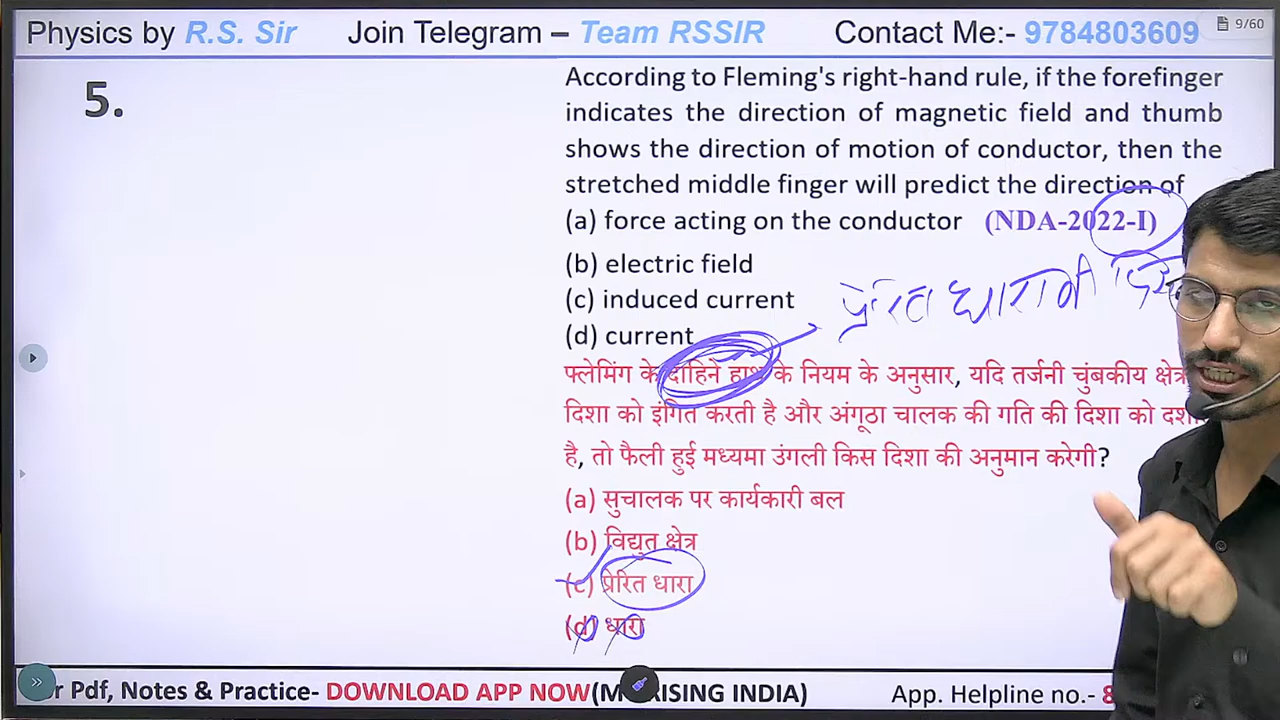 Physics by R.S. Sir Join Telegram – Team RSSIR Contact Me:- 9784803609 9/60
5.
According to Fleming's right-hand rule, if the forefinger
indicates the direction of magnetic field and thumb
shows the direction of motion of conductor, then the
stretched middle finger will predict the direction of
(a) force acting on the conductor (NDA-2022-I)
(b) electric field
(c) induced current
(d) current
प्रेरित धारा की
फ्लेमिंग के दाहिने हाथ के नियम के अनुसार, यदि तर्जनी चुंबकीय क्षेत्र
दिशा को इंगित करती है और अंगूठा चालक की गति की दिशा को
है, तो फैली हुई मध्यमा उंगली किस दिशा की अनुमान करेगी?
(a) सुचालक पर कार्यकारी बल
(b) विद्युत क्षेत्र
(c) प्रेरित धारा
(d) धारा
r Pdf, Notes & Practice- DOWNLOAD APP NOW(M RISING INDIA) App. Helpline no.- 8